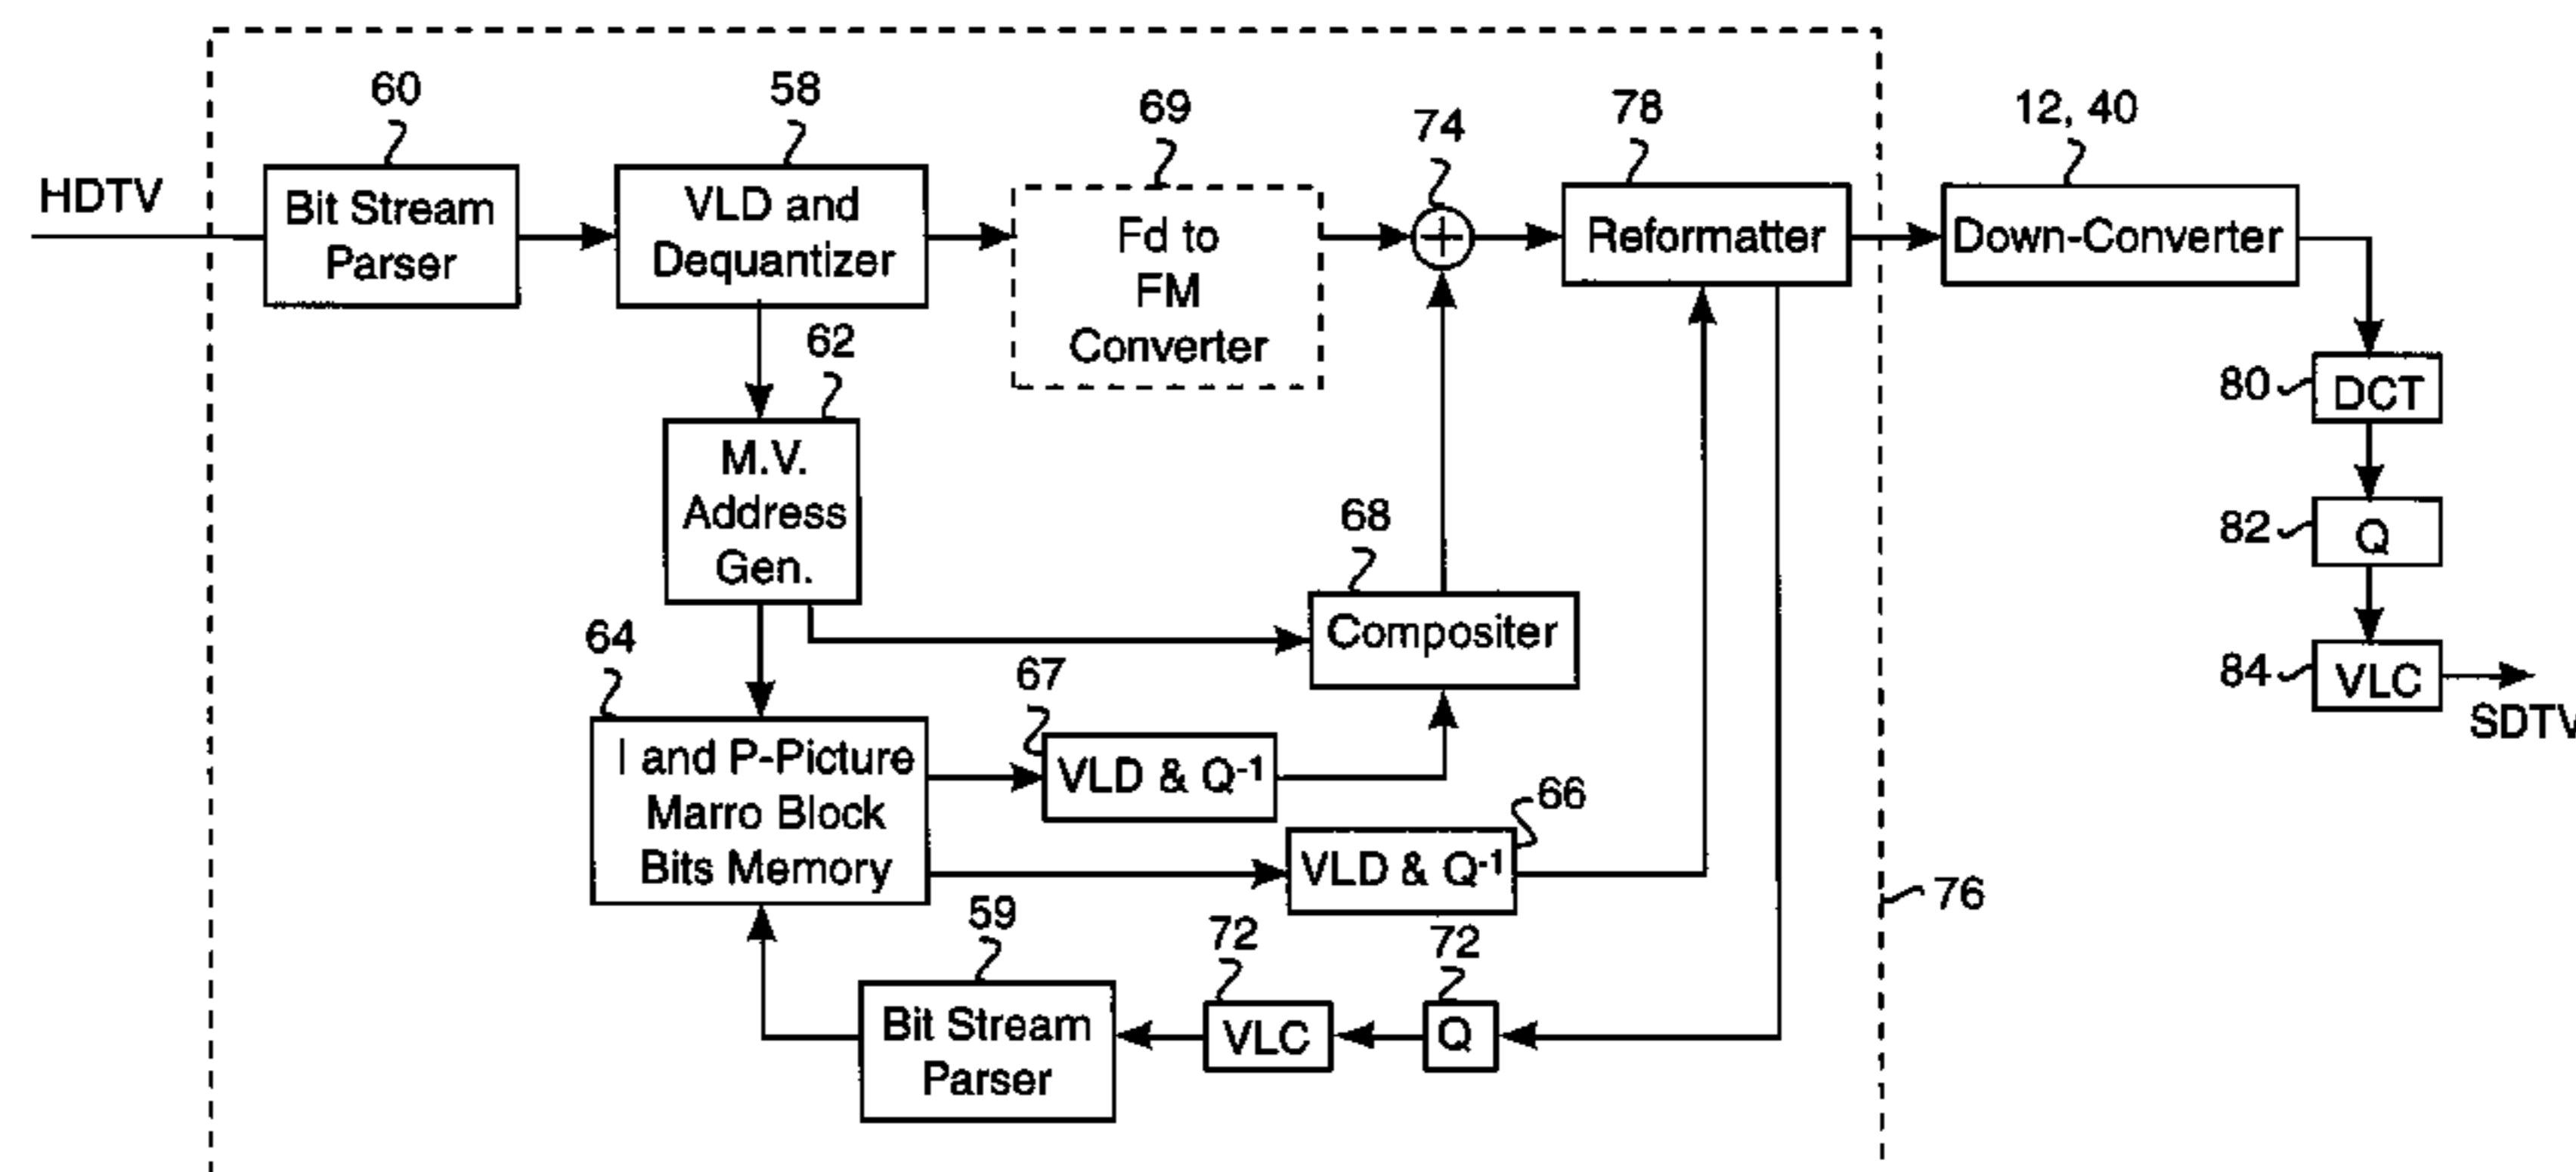 60
58
69
74
78
12, 40
HDTV
Bit Stream
Parser
VLD and
Dequantizer
Fd to
FM
Converter
+
Reformatter
Down-Converter
62
80
DCT
M.V.
Address
Gen.
68
82
Q
64
Compositer
67
84
VLC
SDTV
I and P-Picture
Marro Block
Bits Memory
VLD & Q-1
66
VLD & Q-1
76
59
72
72
Bit Stream
Parser
VLC
Q